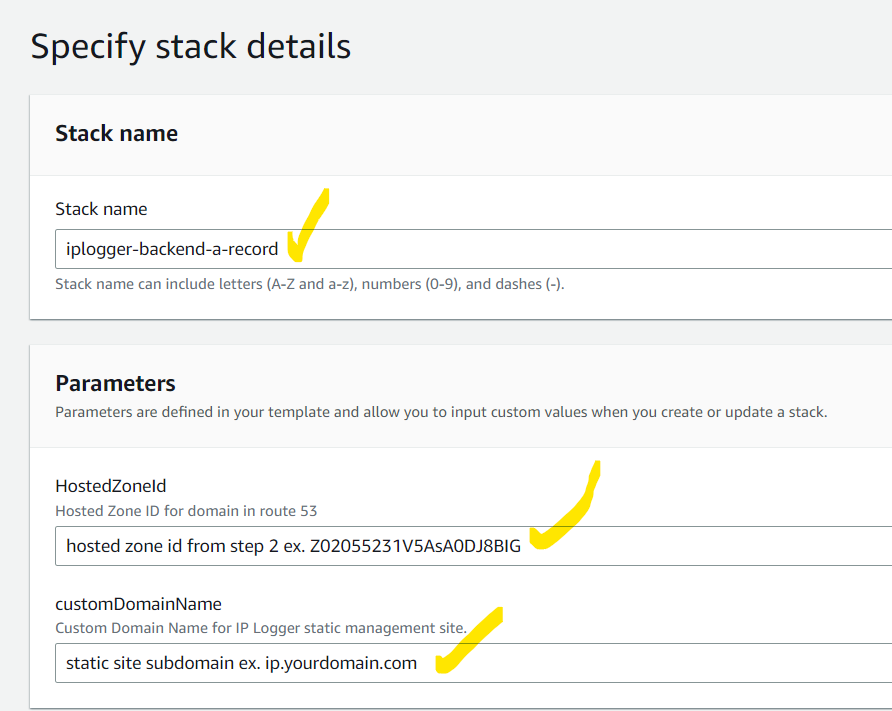 Specify stack details
Stack name
Stack name
iplogger-backend-a-record
Stack name can include letters (A-Z and a-z), numbers (0-9), and dashes (-).
Parameters
Parameters are defined in your template and allow you to input custom values when you create or update a stack.
HostedZoneId
Hosted Zone ID for domain in route 53
hosted zone id from step 2 ex. Z02055231V5AsA0DJ8BIG
customDomainName
Custom Domain Name for IP Logger static management site.
static site subdomain ex. ip.yourdomain.com